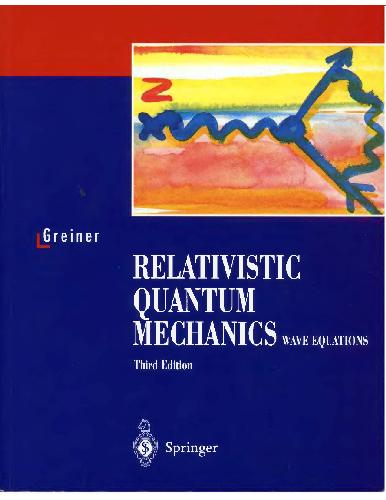 Z
Greiner
RELATIVISTIC
QUANTUM
MECHANICS WAVE EQUATIONS
Third Edition
Springer